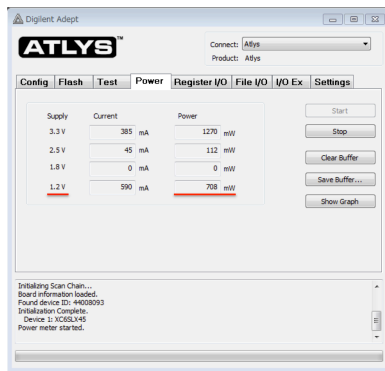 Digilent Adept
ATLYS™
Connect: Atlys
Product: Atlys
Config Flash Test Power Register I/O File I/O I/O Ex Settings
Supply Current Power
3.3 V 385 mA 1270 mW
2.5 V 45 mA 112 mW
1.8 V 0 mA 0 mW
1.2 V 590 mA 708 mW
Start
Stop
Clear Buffer
Save Buffer...
Show Graph
Initializing Scan Chain...
Board information loaded.
Found device ID: 44008093
Initialization Complete.
Device 1: XC6SLX45
Power meter started.